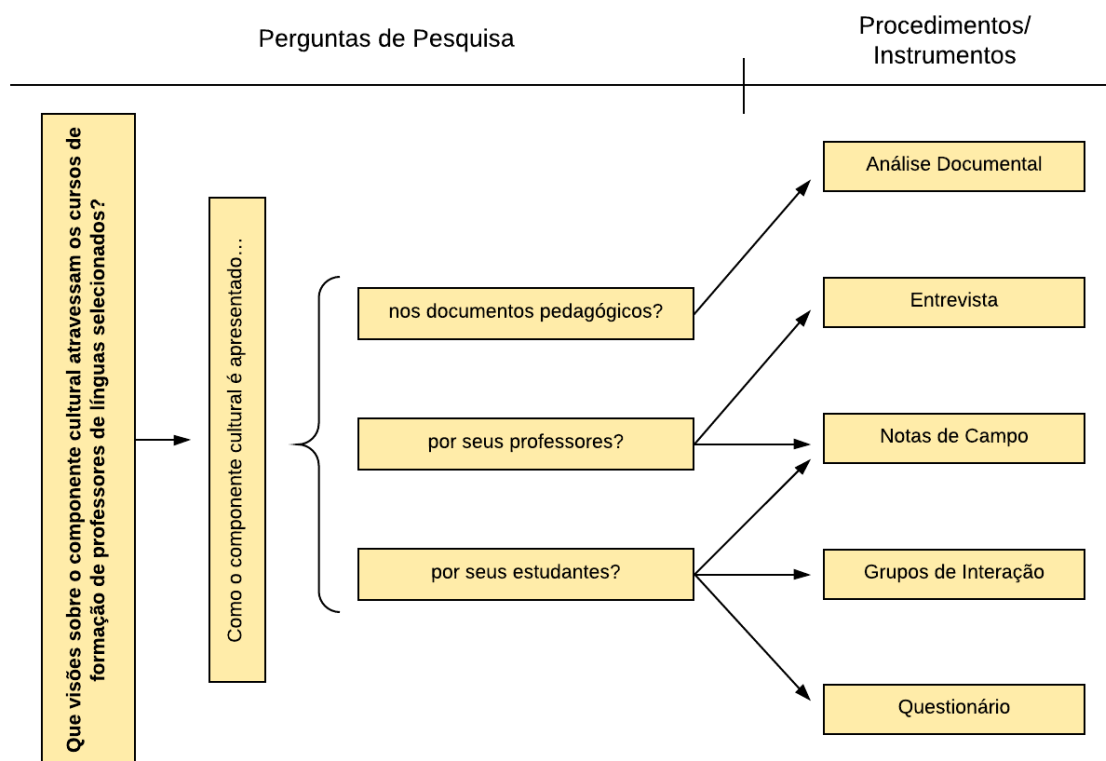 Perguntas de Pesquisa
Procedimentos/
Instrumentos
Que visões sobre o componente cultural atravessam os cursos de
formação de professores de línguas selecionados?
Como o componente cultural é apresentado...
nos documentos pedagógicos?
por seus professores?
por seus estudantes?
Análise Documental
Entrevista
Notas de Campo
Grupos de Interação
Questionário